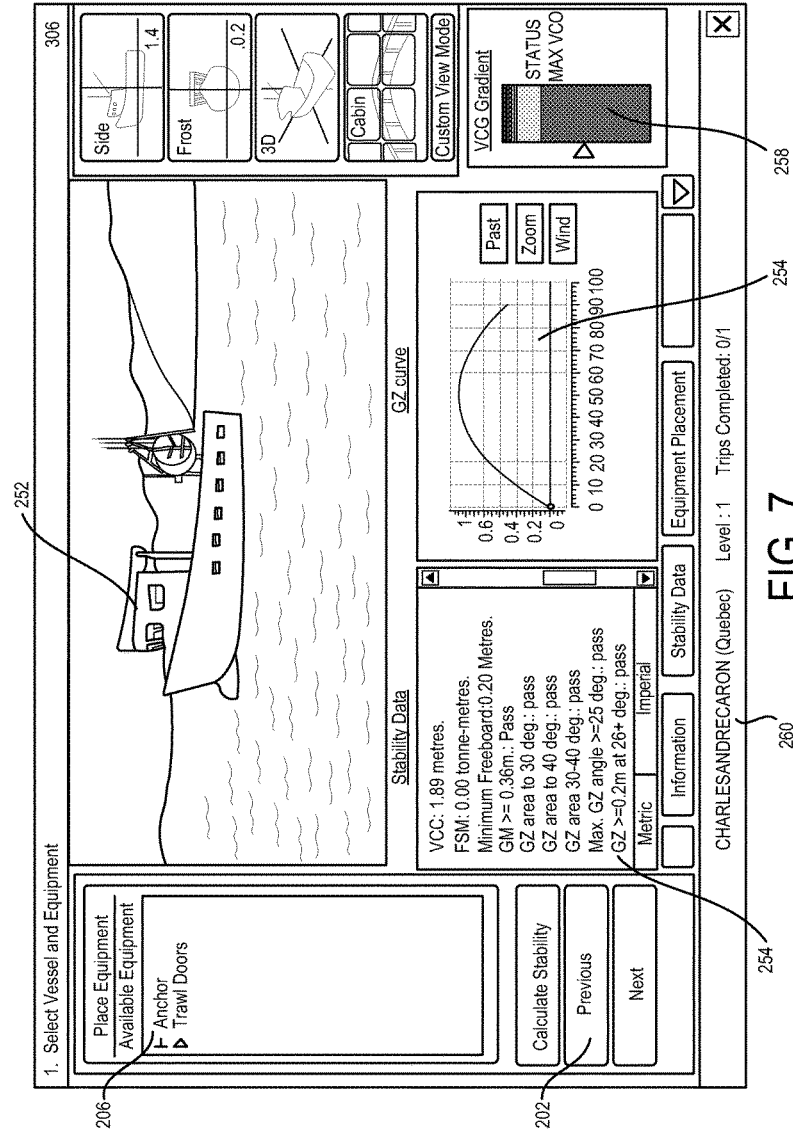 1. Select Vessel and Equipment
306
252
206
Place Equipment
Available Equipment
Anchor
Trawl Doors
Side
1.4
Frost
.0.2
3D
Cabin
Custom View Mode
Stability Data
GZ curve
VCG Gradient
STATUS
MAX VCO
258
VCC: 1.89 metres.
FSM: 0.00 tonne-metres.
Minimum Freeboard:0.20 Metres.
GM >= 0.36m.: Pass
GZ area to 30 deg.: pass
GZ area to 40 deg.: pass
GZ area 30-40 deg.: pass
Max. GZ angle >=25 deg.: pass
GZ >=0.2m at 26+ deg.: pass
Metric
Imperial
1
0.6
0.4
0.2
0
0 10 20 30 40 50 60 70 80 90 100
Past
Zoom
Wind
254
Calculate Stability
202
Previous
Next
254
Information
Stability Data
Equipment Placement
CHARLESANDRECARON (Quebec) Level : 1 Trips Completed: 0/1
260
FIG. 7